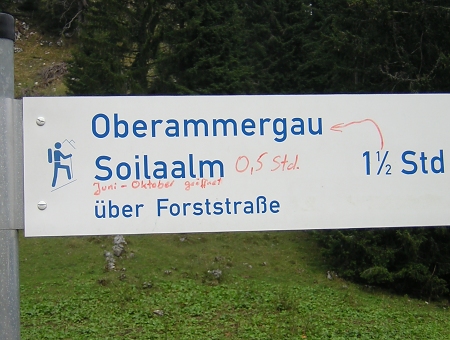 Oberammergau
Soilaalm 0,5 Std. 1½ Std
Juni - Oktober geöffnet
über Forststraße